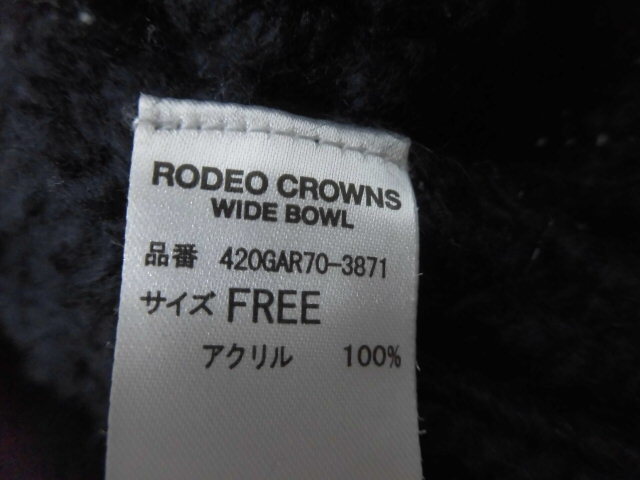 RODEO CROWNS
WIDE BOWL
品番 420GAR70-3871
サイズ FREE
アクリル 100%